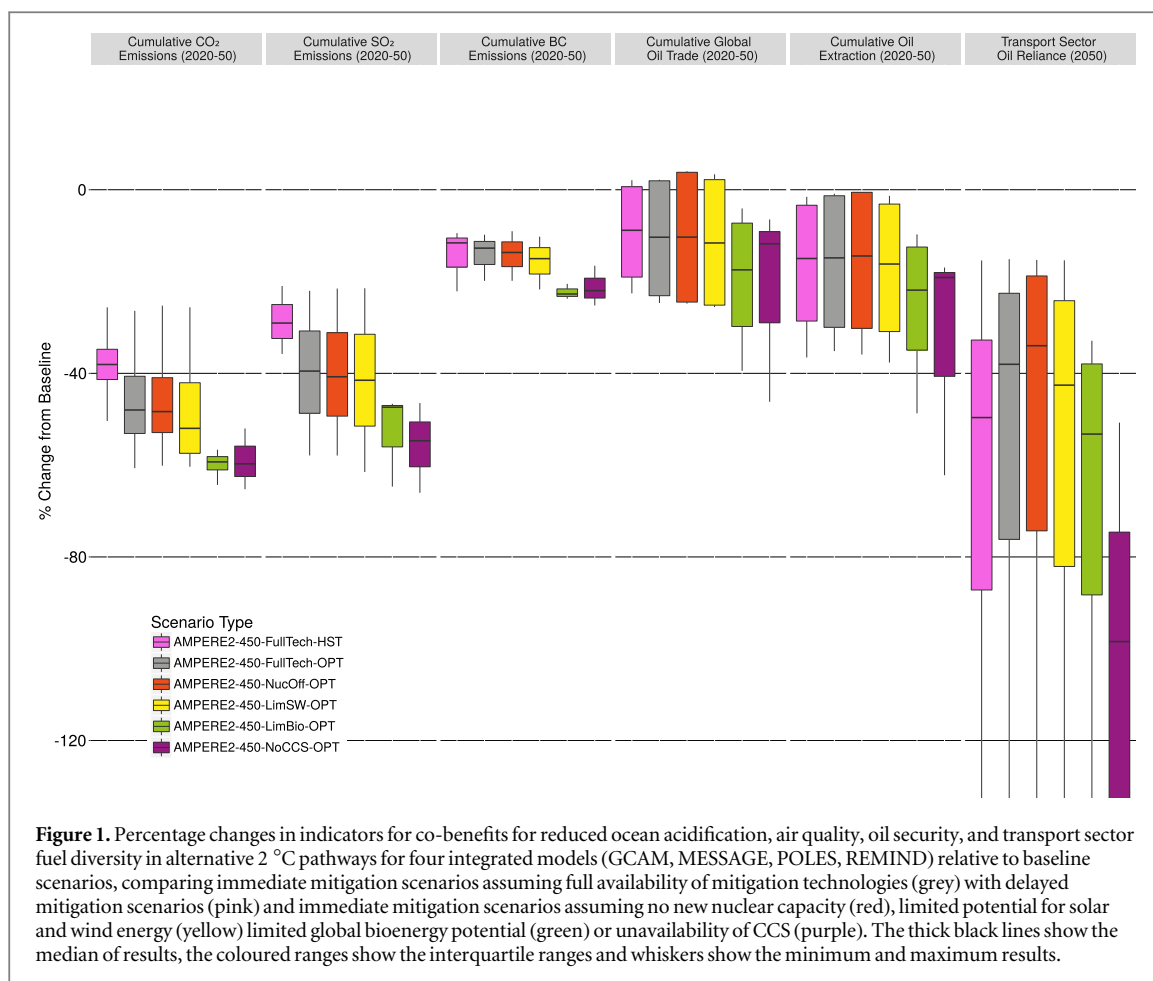 Cumulative CO₂
Emissions (2020-50)
Cumulative SO₂
Emissions (2020-50)
Cumulative BC
Emissions (2020-50)
Cumulative Global
Oil Trade (2020-50)
Cumulative Oil
Extraction (2020-50)
Transport Sector
Oil Reliance (2050)
% Change from Baseline
0
-40
-80
-120
Scenario Type
AMPERE2-450-FullTech-HST
AMPERE2-450-FullTech-OPT
AMPERE2-450-NucOff-OPT
AMPERE2-450-LimSW-OPT
AMPERE2-450-LimBio-OPT
AMPERE2-450-NoCCS-OPT
Figure 1. Percentage changes in indicators for co-benefits for reduced ocean acidification, air quality, oil security, and transport sector
fuel diversity in alternative 2 °C pathways for four integrated models (GCAM, MESSAGE, POLES, REMIND) relative to baseline
scenarios, comparing immediate mitigation scenarios assuming full availability of mitigation technologies (grey) with delayed
mitigation scenarios (pink) and immediate mitigation scenarios assuming no new nuclear capacity (red), limited potential for solar
and wind energy (yellow) limited global bioenergy potential (green) or unavailability of CCS (purple). The thick black lines show the
median of results, the coloured ranges show the interquartile ranges and whiskers show the minimum and maximum results.